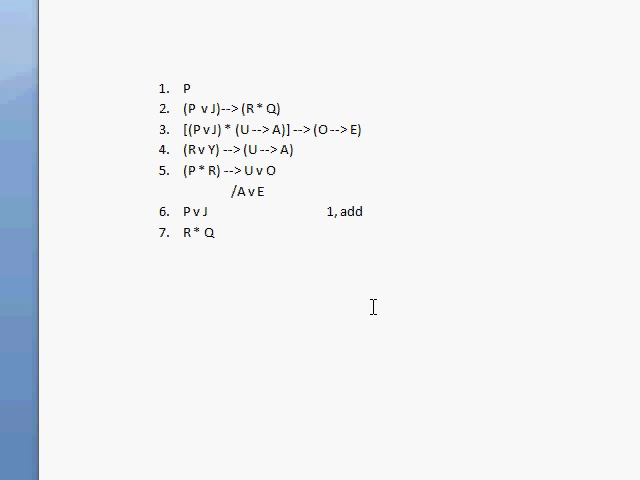 1. P
2. (P v J)-->(R * Q)
3. [(P v J) * (U --> A)] --> (O --> E)
4. (R v Y) --> (U --> A)
5. (P * R) --> U v O
/A v E
6. P v J 1, add
7. R * Q